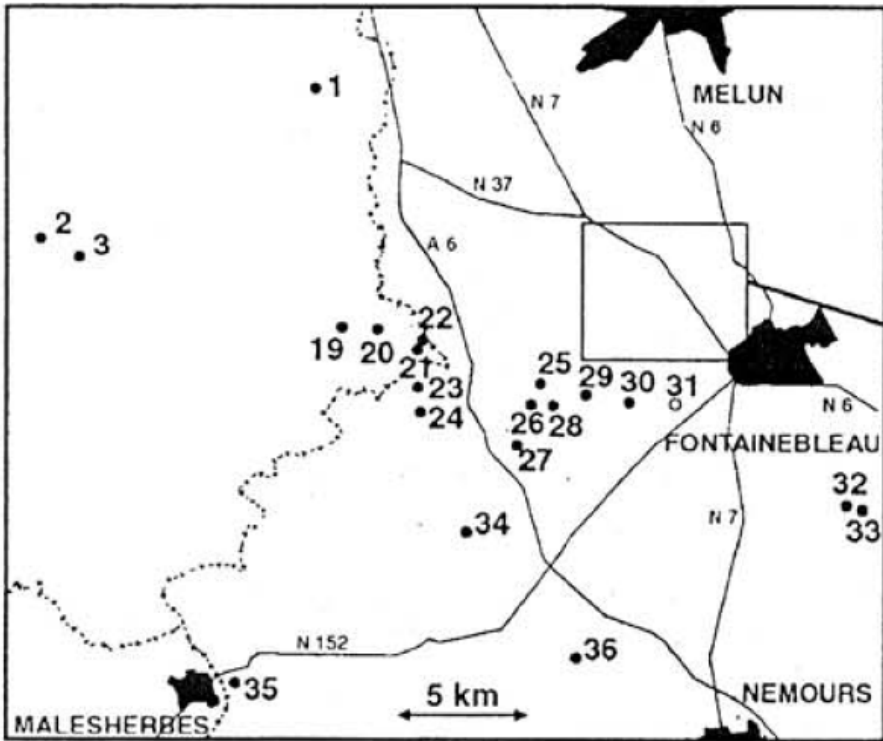 1
N 7
MELUN
N 6
N 37
2
3
A 6
22
19
20
21
25
23
29
30
31
24
26
28
N 6
27
FONTAINEBLEAU
32
33
N 7
34
N 152
36
35
5 km
NEMOURS
MALESHERBES